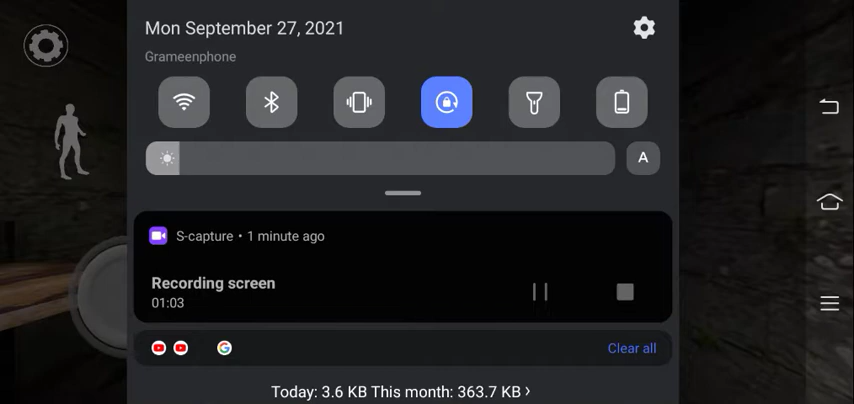 Mon September 27, 2021
Grameenphone
A
S-capture • 1 minute ago
Recording screen
01:03
Clear all
Today: 3.6 KB This month: 363.7 KB ›